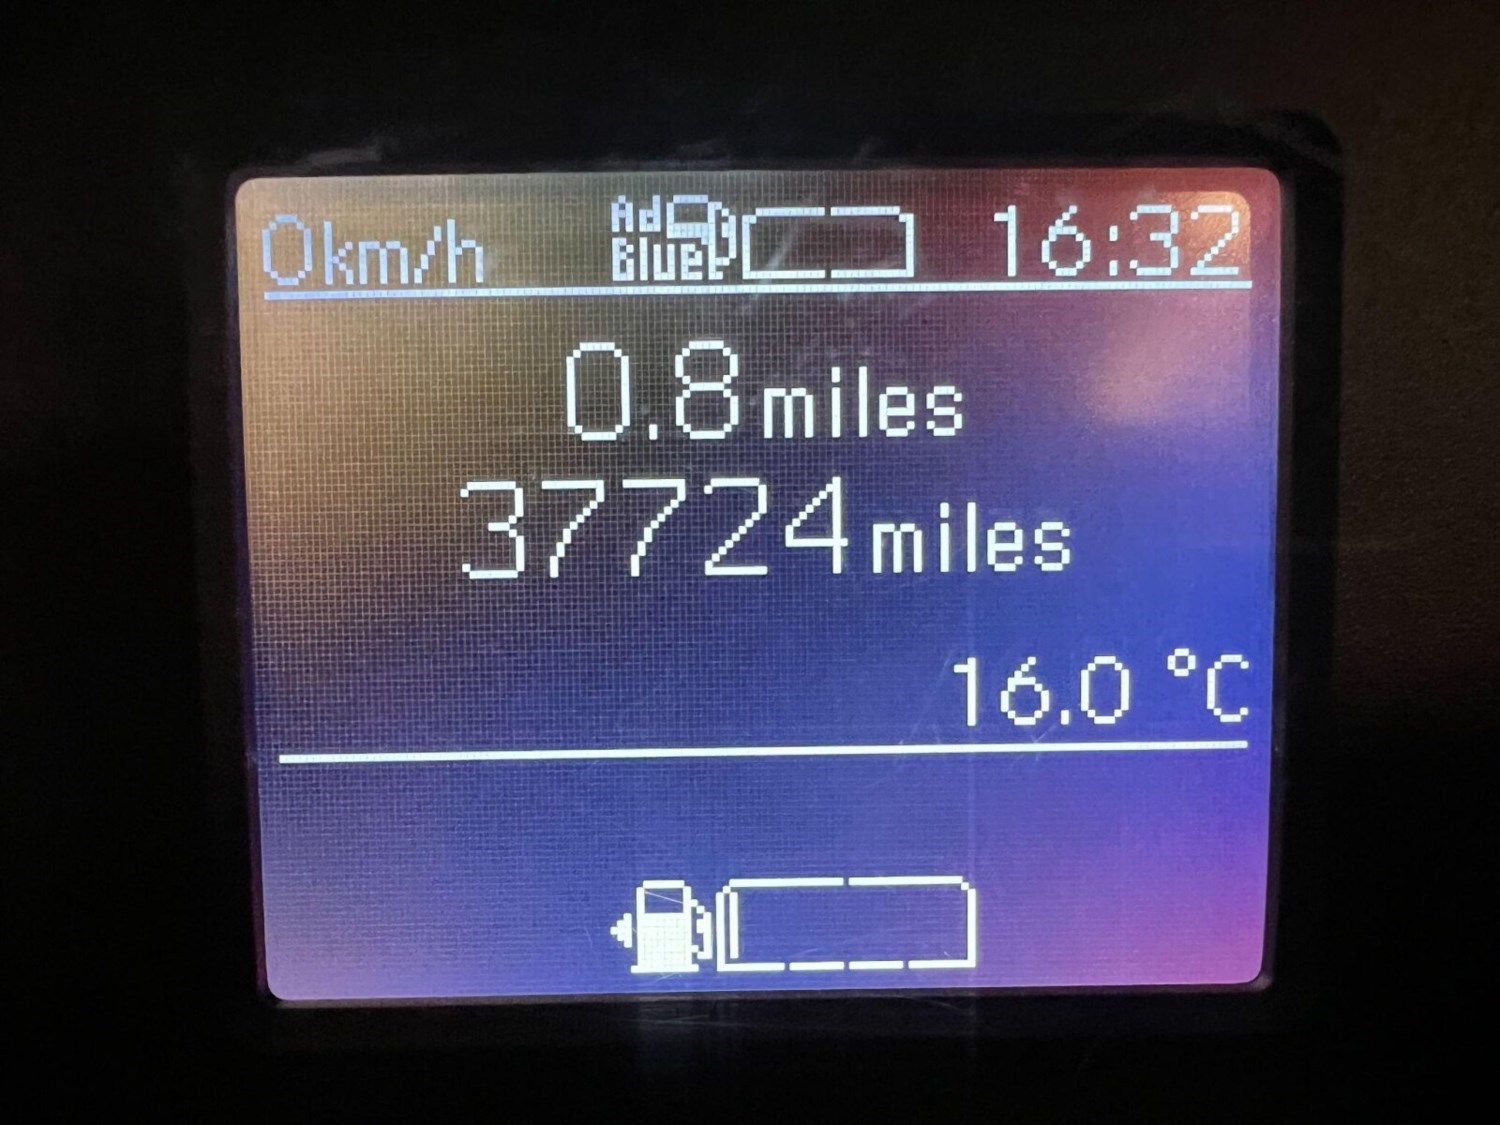 0km/h AdBlue 16:32
0.8 miles
37724 miles
16.0 °C